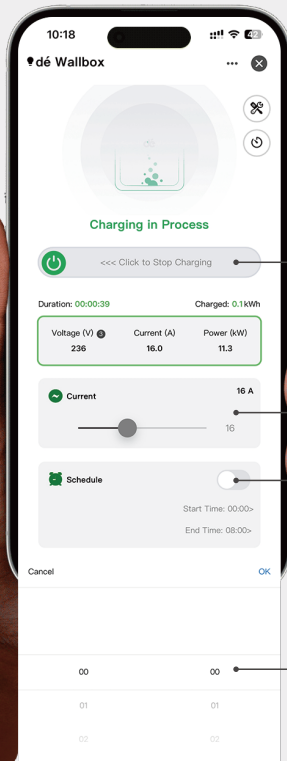 10:18
42
dé Wallbox
Charging in Process
<<< Click to Stop Charging
Duration: 00:00:39 Charged: 0.1kWh
Voltage (V) 3 Current (A) Power (kW)
236 16.0 11.3
Current 16 A
16
Schedule
Start Time: 00:00>
End Time: 08:00>
Cancel OK
00 00
01 01
02 02